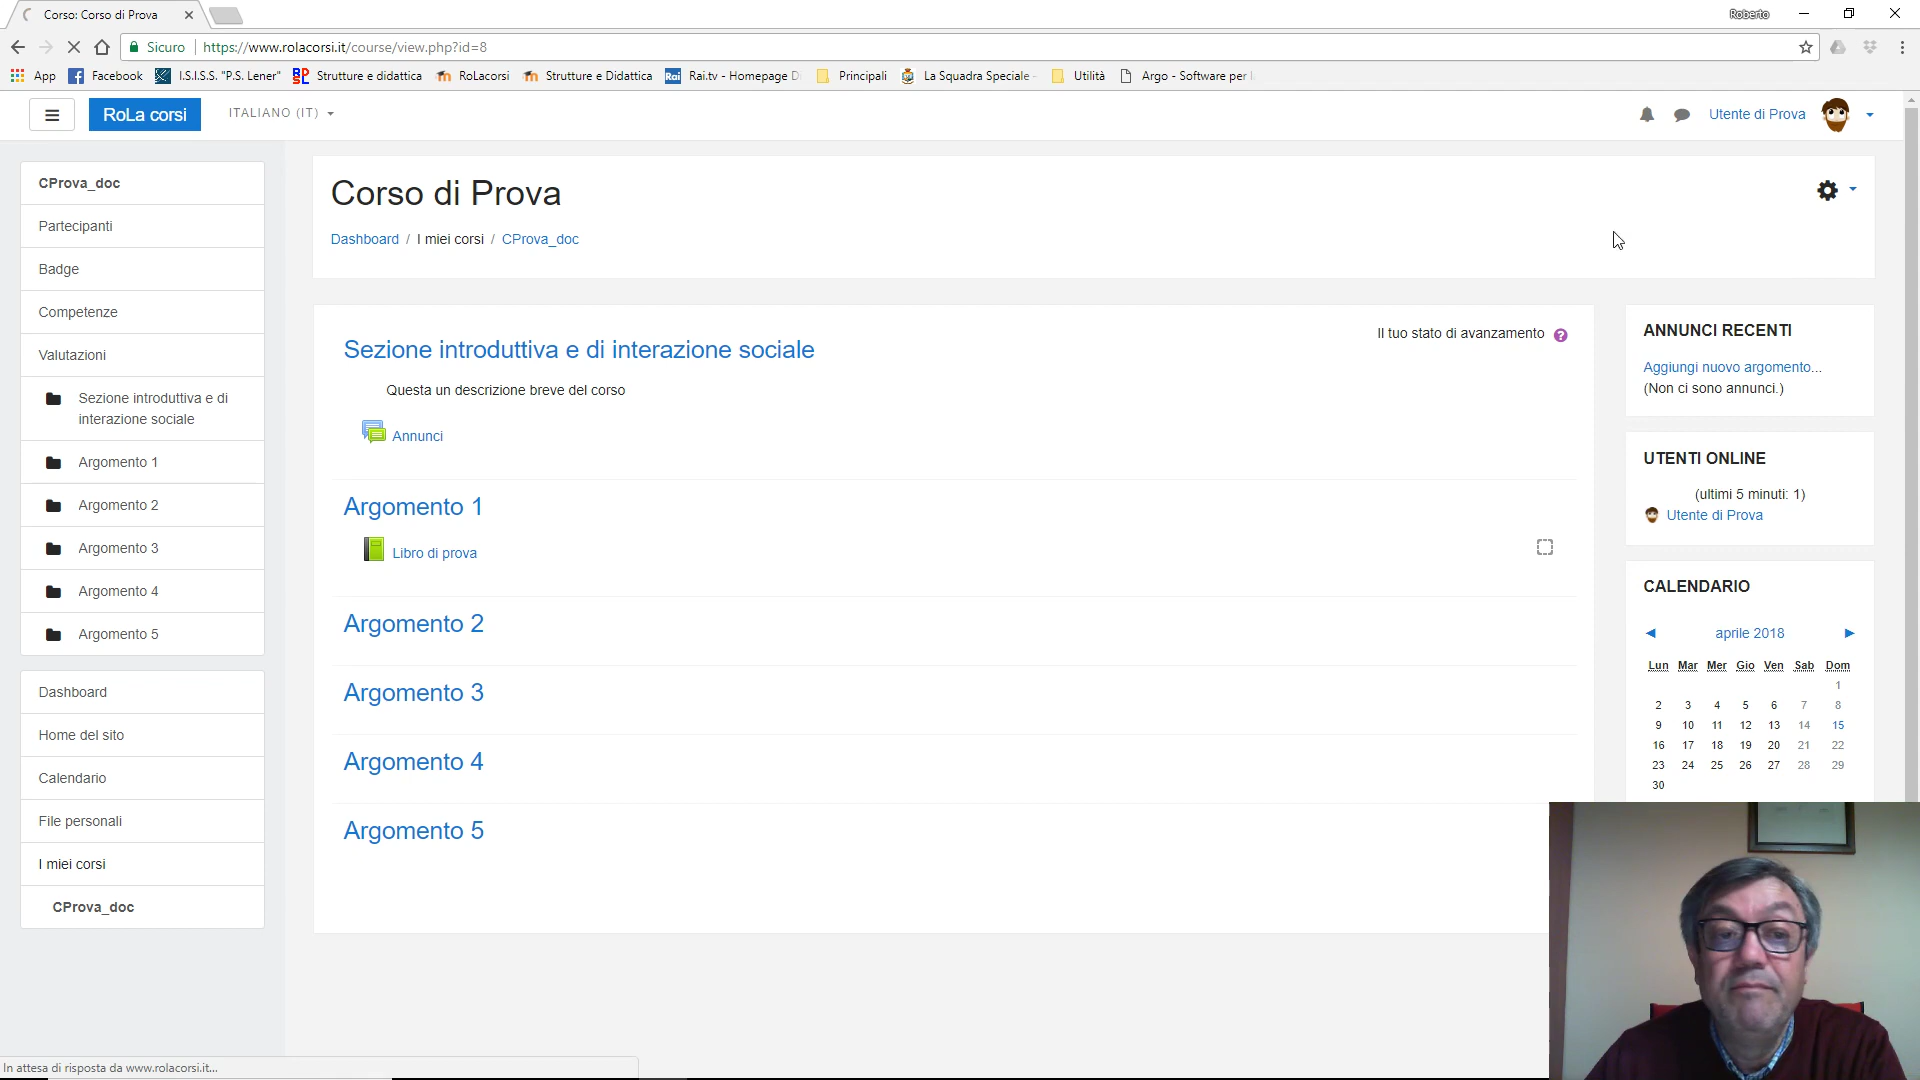 Corso: Corso di Prova
Roberto
Sicuro
https://www.rolacorsi.it/course/view.php?id=8
App
Facebook
I.S.I.S.S. "P.S. Lener"
Strutture e didattica
RoLacorsi
Strutture e Didattica
Rai.tv - Homepage D
Principali
La Squadra Speciale
Utilità
Argo - Software per
RoLa corsi
ITALIANO (IT)
Utente di Prova
CProva_doc
Partecipanti
Badge
Competenze
Valutazioni
Sezione introduttiva e di
interazione sociale
Argomento 1
Argomento 2
Argomento 3
Argomento 4
Argomento 5
Dashboard
Home del sito
Calendario
File personali
I miei corsi
CProva_doc
Corso di Prova
Dashboard / I miei corsi / CProva_doc
Il tuo stato di avanzamento ?
Sezione introduttiva e di interazione sociale
Questa un descrizione breve del corso
Annunci
Argomento 1
Libro di prova
Argomento 2
Argomento 3
Argomento 4
Argomento 5
ANNUNCI RECENTI
Aggiungi nuovo argomento...
(Non ci sono annunci.)
UTENTI ONLINE
(ultimi 5 minuti: 1)
Utente di Prova
CALENDARIO
aprile 2018
Lun Mar Mer Gio Ven Sab Dom
1
2 3 4 5 6 7 8
9 10 11 12 13 14 15
16 17 18 19 20 21 22
23 24 25 26 27 28 29
30
In attesa di risposta da www.rolacorsi.it...